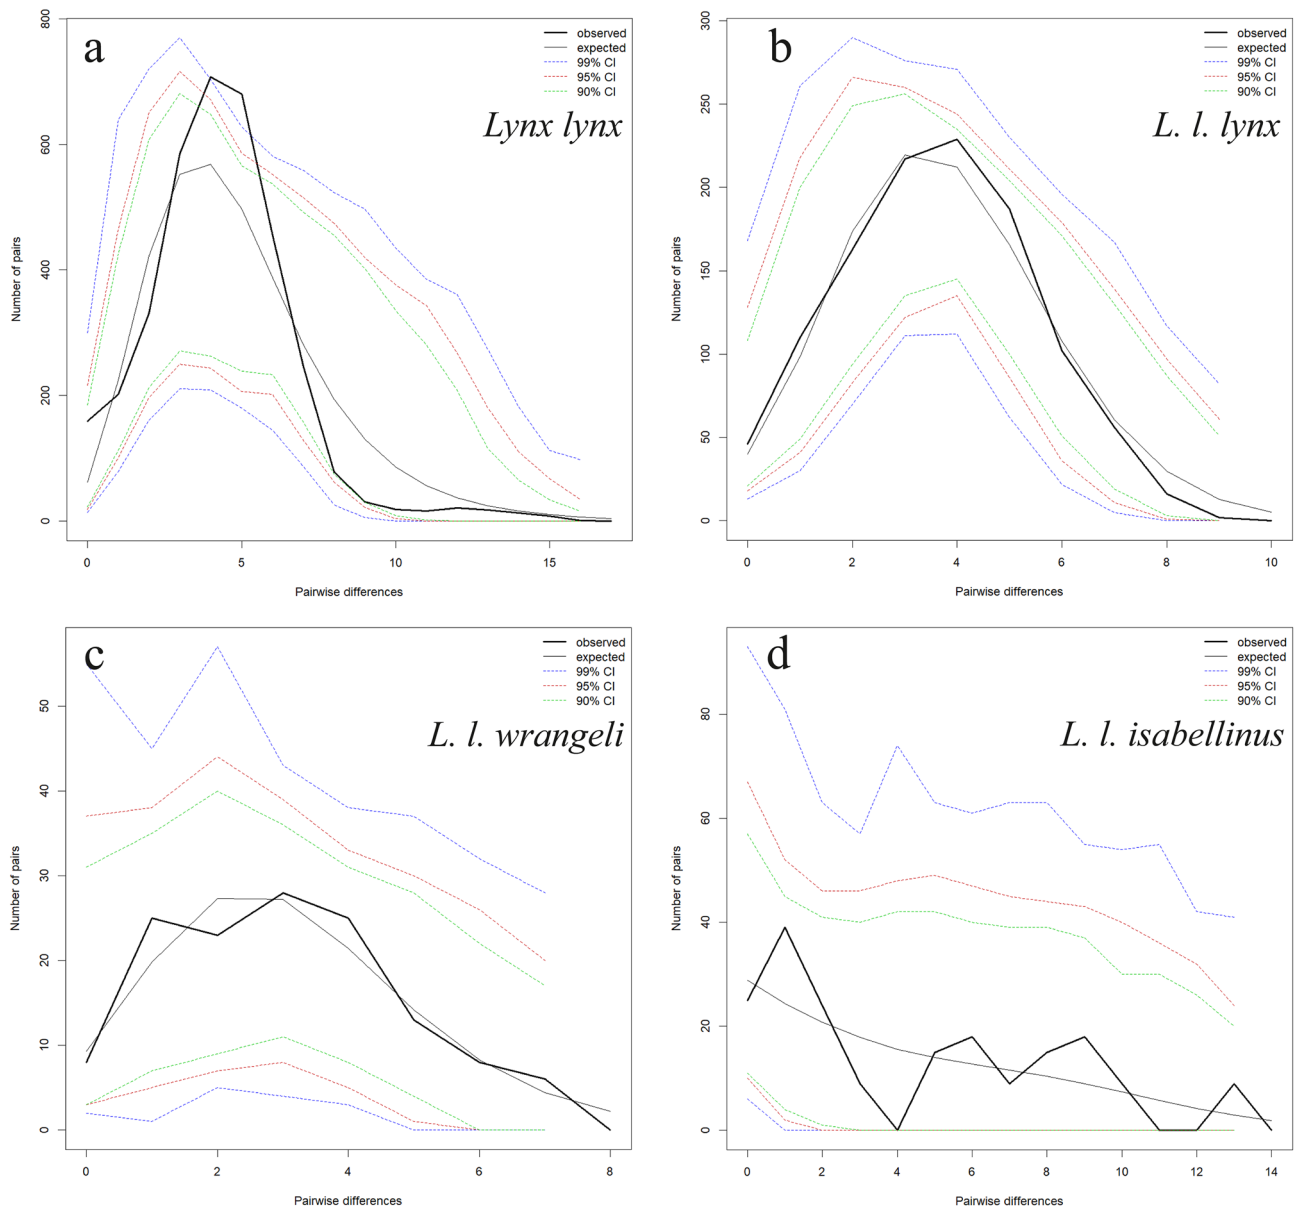 a
observed
expected
99% CI
95% CI
90% CI
Lynx lynx
Number of pairs
800
600
400
200
0
0 5 10 15
Pairwise differences
b
observed
expected
99% CI
95% CI
90% CI
L. l. lynx
Number of pairs
300
250
200
150
100
50
0
0 2 4 6 8 10
Pairwise differences
c
observed
expected
99% CI
95% CI
90% CI
L. l. wrangeli
Number of pairs
50
40
30
20
10
0
0 2 4 6 8
Pairwise differences
d
observed
expected
99% CI
95% CI
90% CI
L. l. isabellinus
Number of pairs
80
60
40
20
0
0 2 4 6 8 10 12 14
Pairwise differences